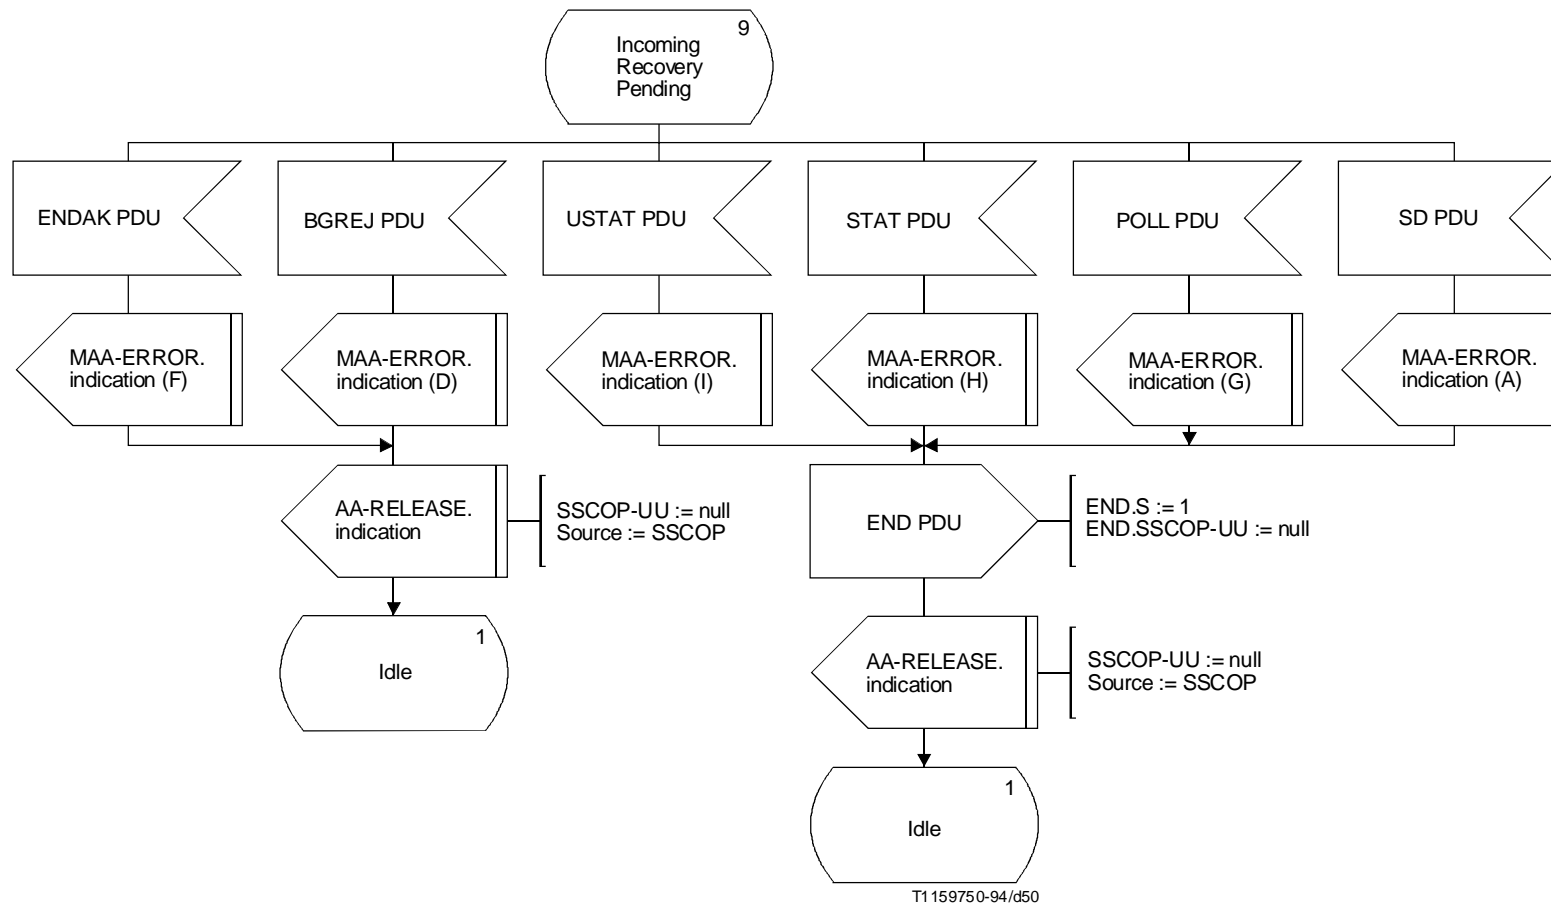 9
Incoming
Recovery
Pending
ENDAK PDU
BGREJ PDU
USTAT PDU
STAT PDU
POLL PDU
SD PDU
MAA-ERROR.
indication (F)
MAA-ERROR.
indication (D)
MAA-ERROR.
indication (I)
MAA-ERROR.
indication (H)
MAA-ERROR.
indication (G)
MAA-ERROR.
indication (A)
AA-RELEASE.
indication
SSCOP-UU := null
Source := SSCOP
END PDU
END.S := 1
END.SSCOP-UU := null
1
Idle
AA-RELEASE.
indication
SSCOP-UU := null
Source := SSCOP
1
Idle
T1159750-94/d50